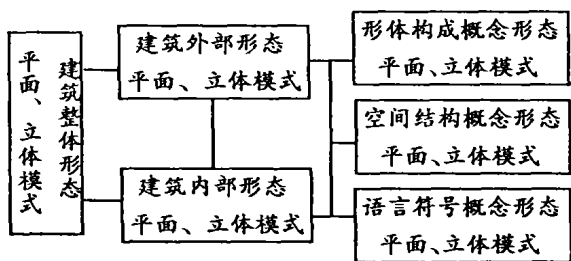 建筑整体形态
平面、立体模式
建筑外部形态
平面、立体模式
建筑内部形态
平面、立体模式
形体构成概念形态
平面、立体模式
空间结构概念形态
平面、立体模式
语言符号概念形态
平面、立体模式